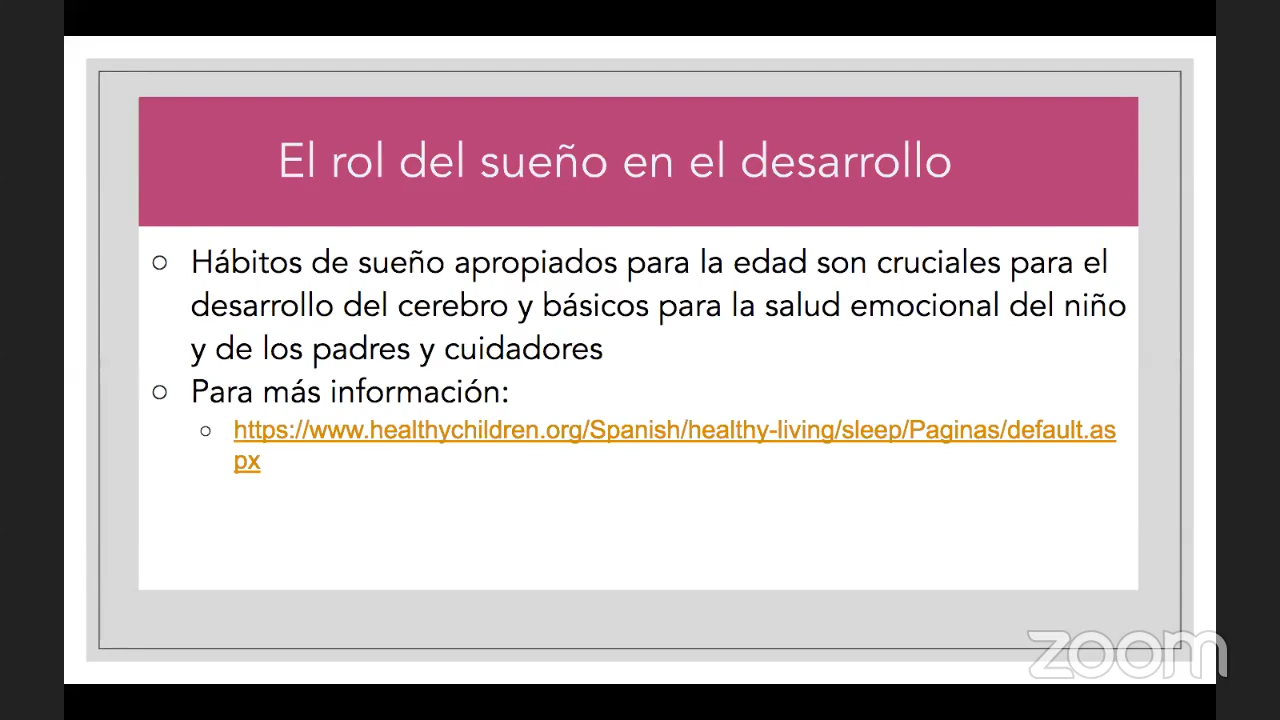 El rol del sueño en el desarrollo
○ Hábitos de sueño apropiados para la edad son cruciales para el
desarrollo del cerebro y básicos para la salud emocional del niño
y de los padres y cuidadores
○ Para más información:
○ https://www.healthychildren.org/Spanish/healthy-living/sleep/Paginas/default.as
px
zoom